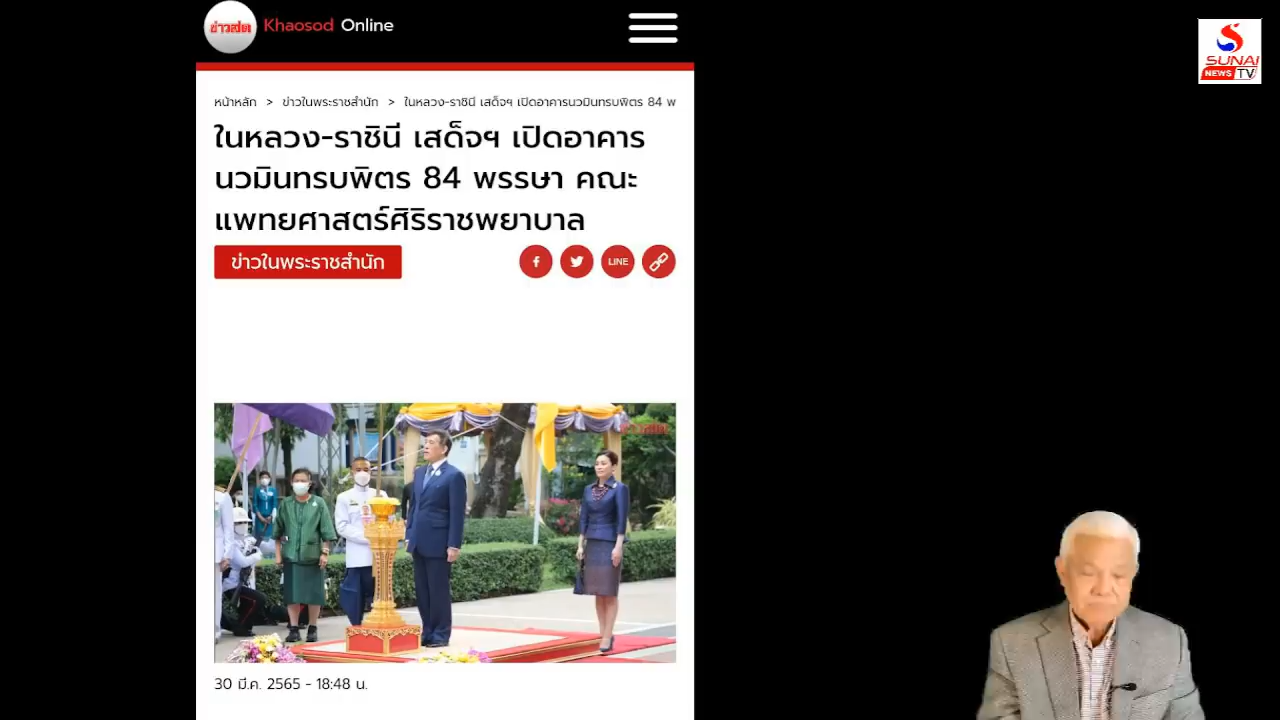 ข่าวสด Khaosod Online
SUNAI
NEWS TV
หน้าหลัก > ข่าวในพระราชสำนัก > ในหลวง-ราชินี เสด็จฯ เปิดอาคารนวมินทรบพิตร 84 พ
ในหลวง-ราชินี เสด็จฯ เปิดอาคาร
นวมินทรบพิตร 84 พรรษา คณะ
แพทยศาสตร์ศิริราชพยาบาล
ข่าวในพระราชสำนัก
LINE
ข่าวสด
30 มี.ค. 2565 - 18:48 น.